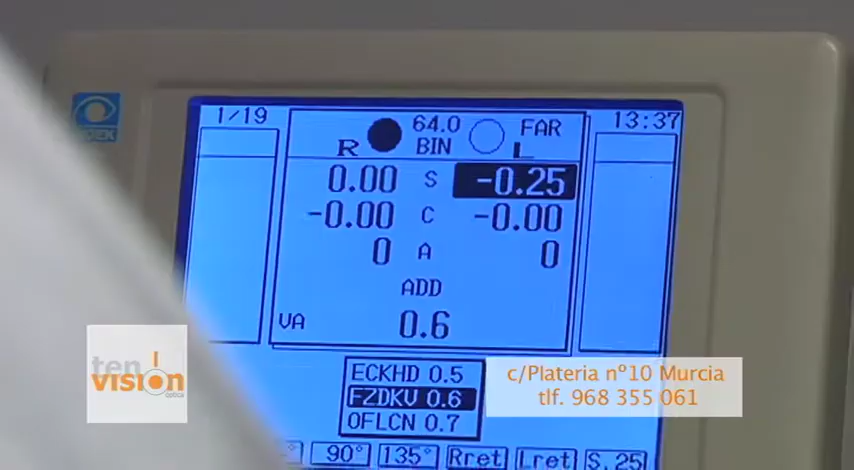 1/19
64.0
FAR
13:37
R
BIN
L
0.00 S -0.25
-0.00 C -0.00
0 A 0
ADD
VA 0.6
ECKHD 0.5
FZDKV 0.6
OFLCN 0.7
90° 135° Rret Lret S.25
ten
visión
c/Plateria nº10 Murcia
tlf. 968 355 061